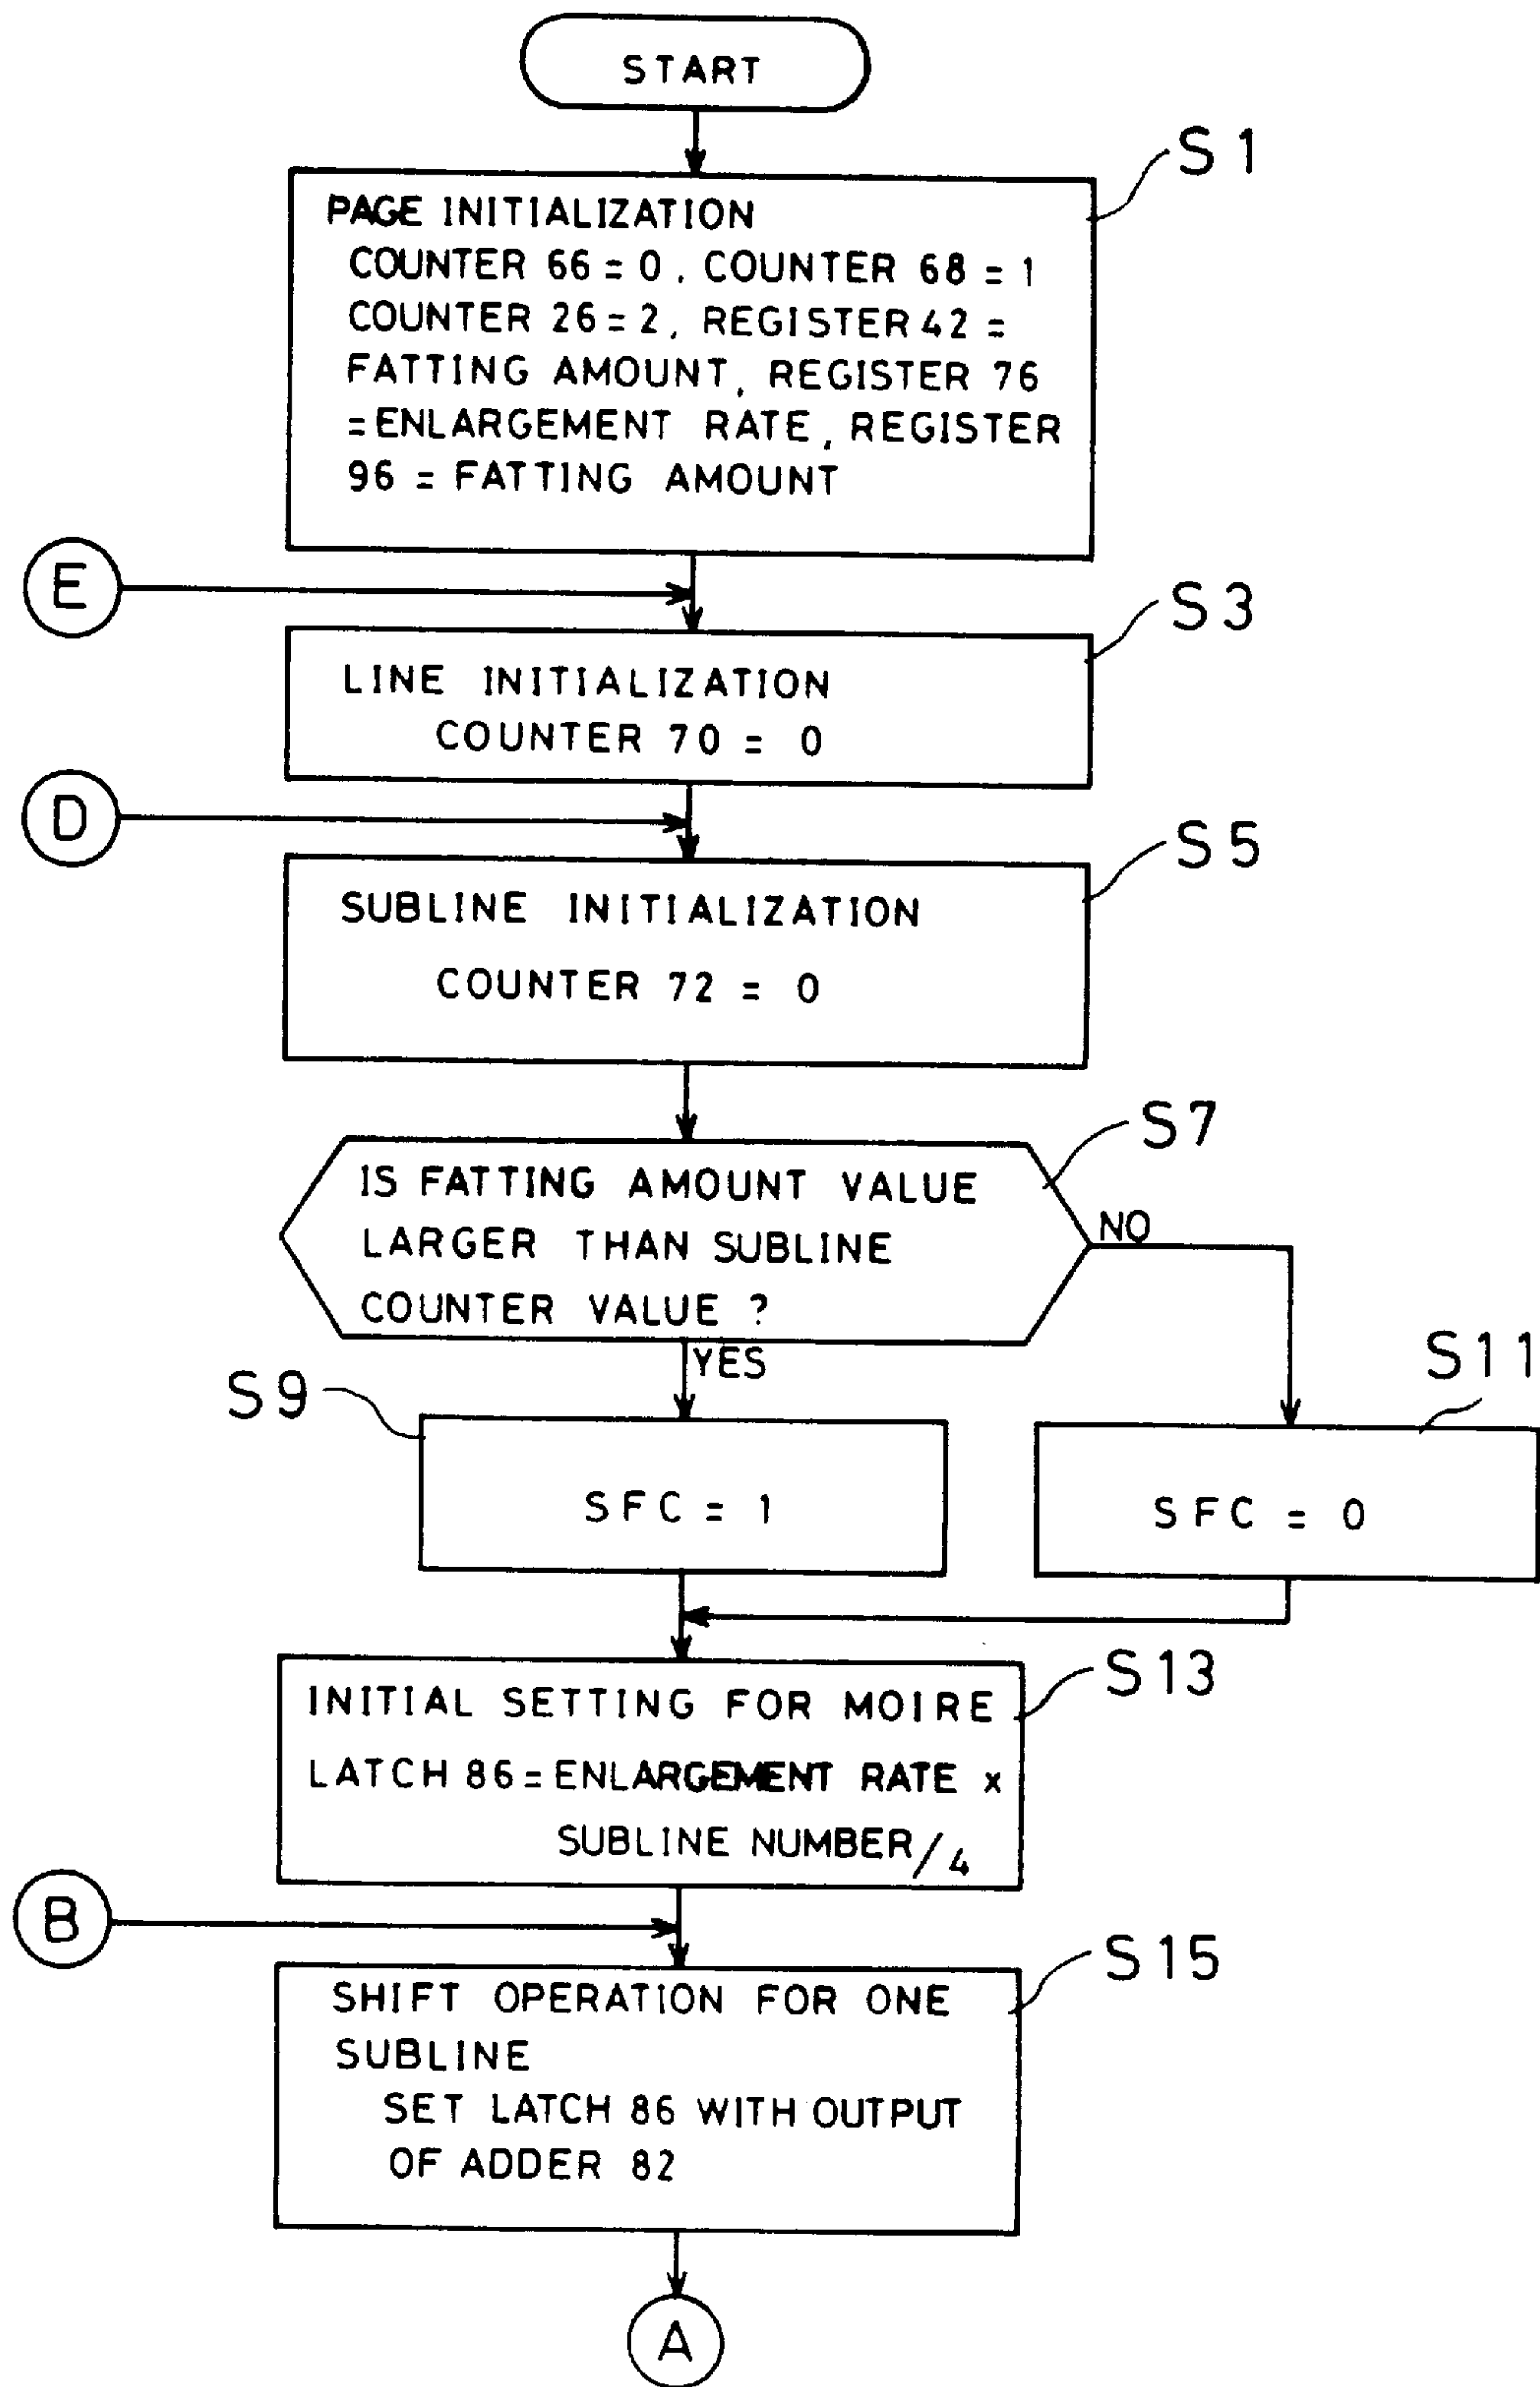 START
S1
PAGE INITIALIZATION
COUNTER 66 = 0, COUNTER 68 = 1
COUNTER 26 = 2, REGISTER 42 =
FATTING AMOUNT, REGISTER 76
= ENLARGEMENT RATE, REGISTER
96 = FATTING AMOUNT
E
S3
LINE INITIALIZATION
COUNTER 70 = 0
D
S5
SUBLINE INITIALIZATION
COUNTER 72 = 0
S7
IS FATTING AMOUNT VALUE
LARGER THAN SUBLINE
COUNTER VALUE ?
NO
YES
S9
S11
SFC = 1
SFC = 0
S13
INITIAL SETTING FOR MOIRE
LATCH 86 = ENLARGEMENT RATE x
SUBLINE NUMBER/4
B
S15
SHIFT OPERATION FOR ONE
SUBLINE
SET LATCH 86 WITH OUTPUT
OF ADDER 82
A